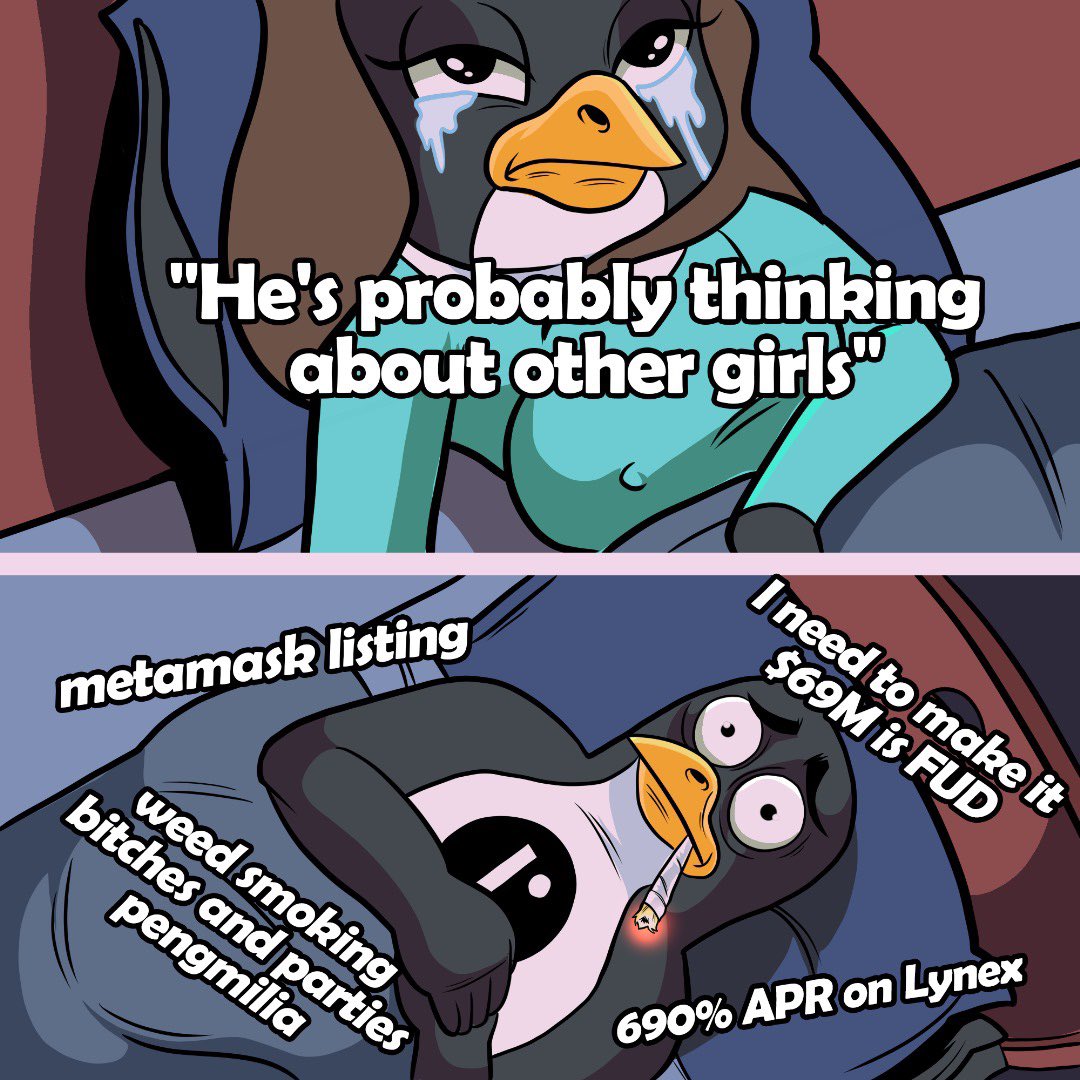 "He's probably thinking
about other girls"
metamask listing
I need to make it
$69M is FUD
weed smoking
bitches and parties
pengmilia
690% APR on Lynex